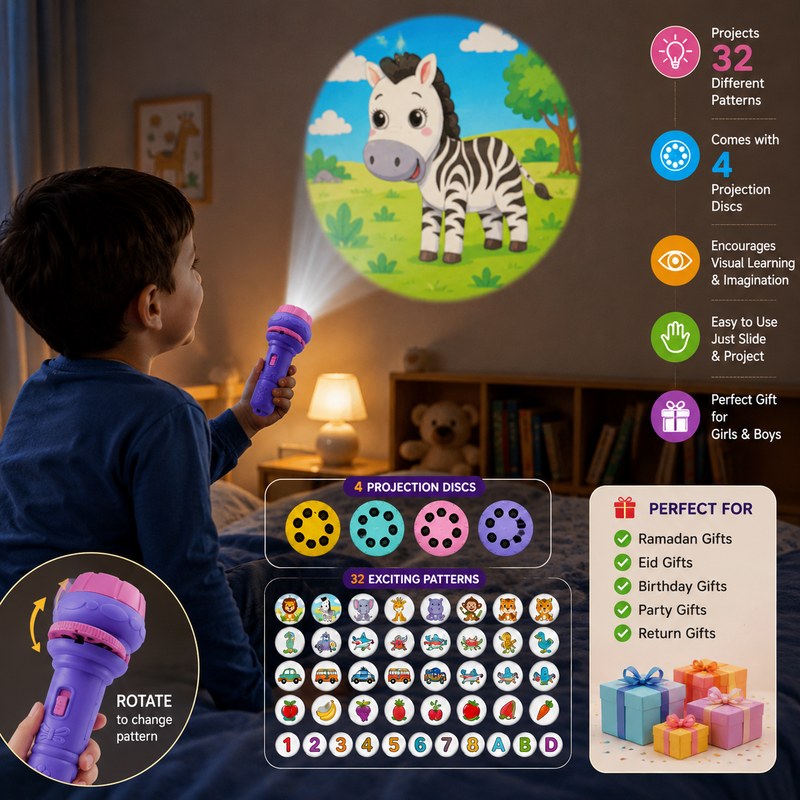 Projects
32
Different
Patterns
Comes with
4
Projection
Discs
Encourages
Visual Learning
& Imagination
Easy to Use
Just Slide
& Project
Perfect Gift
for
Girls & Boys
4 PROJECTION DISCS
32 EXCITING PATTERNS
1 2 3 4 5 6 7 8 A B D
PERFECT FOR
Ramadan Gifts
Eid Gifts
Birthday Gifts
Party Gifts
Return Gifts
ROTATE
to change
pattern